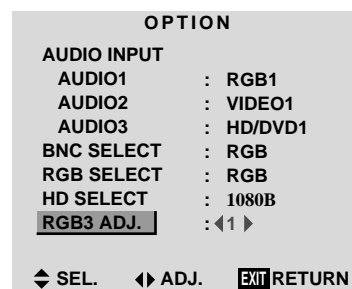 OPTION
AUDIO INPUT
AUDIO1 : RGB1
AUDIO2 : VIDEO1
AUDIO3 : HD/DVD1
BNC SELECT : RGB
RGB SELECT : RGB
HD SELECT : 1080B
RGB3 ADJ. : ◀1▶
SEL. ADJ. EXIT RETURN